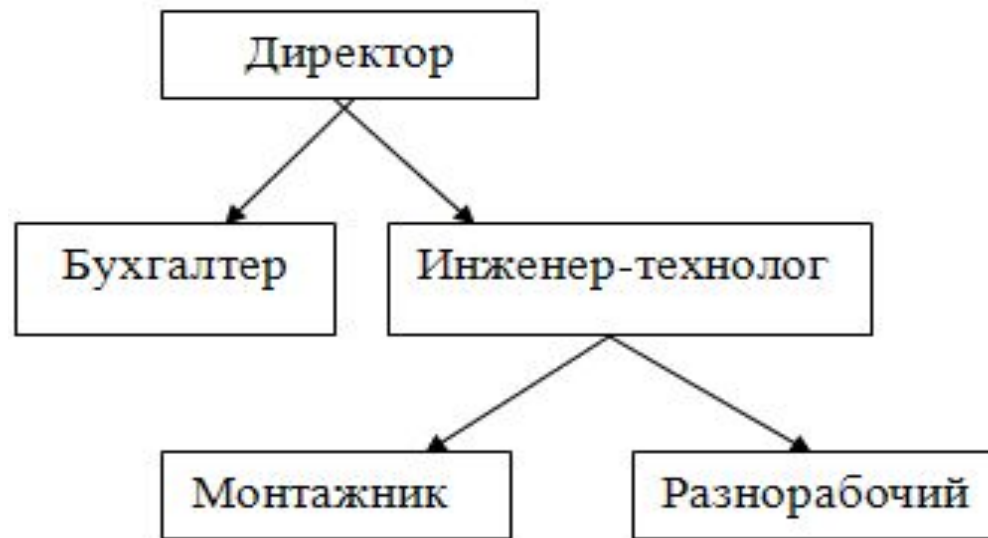 Директор
Бухгалтер
Инженер-технолог
Монтажник
Разнорабочий